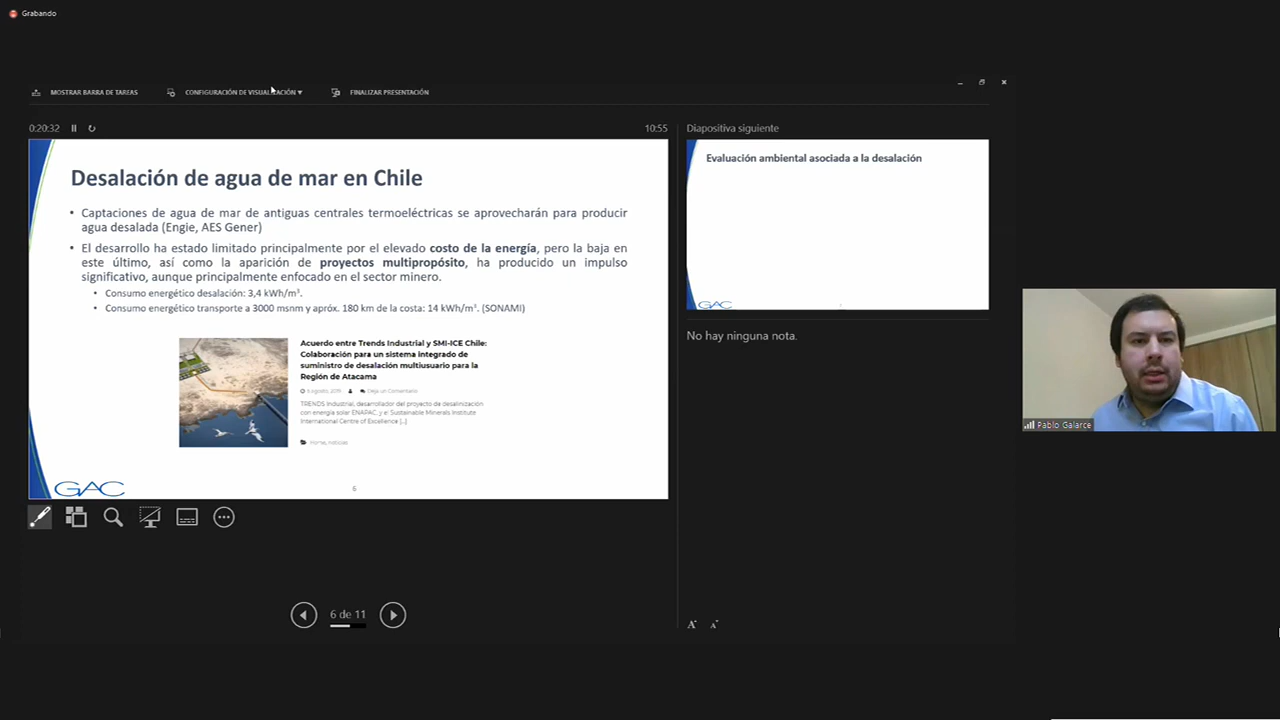 Grabando
MOSTRAR BARRA DE TAREAS
CONFIGURACIÓN DE VISUALIZACIÓN ▼
FINALIZAR PRESENTACIÓN
0:20:32
10:55
Desalación de agua de mar en Chile
• Captaciones de agua de mar de antiguas centrales termoeléctricas se aprovecharán para producir
agua desalada (Engie, AES Gener)
• El desarrollo ha estado limitado principalmente por el elevado costo de la energía, pero la baja en
este último, así como la aparición de proyectos multipropósito, ha producido un impulso
significativo, aunque principalmente enfocado en el sector minero.
• Consumo energético desalación: 3,4 kWh/m³.
• Consumo energético transporte a 3000 msnm y apróx. 180 km de la costa: 14 kWh/m³. (SONAMI)
Acuerdo entre Trends Industrial y SMI-ICE Chile:
Colaboración para un sistema integrado de
suministro de desalación multiusuario para la
Región de Atacama
agosto, Deja un Comentario
TRENDS Industrial, desarrollador del proyecto de desalinización
con energía solar ENAPAC, y el Sustainable Minerals Institute
International Centre of Excellence [...]
Home, noticias
GAC
6
6 de 11
Diapositiva siguiente
Evaluación ambiental asociada a la desalación
GAC
No hay ninguna nota.
A A
Pablo Galarce